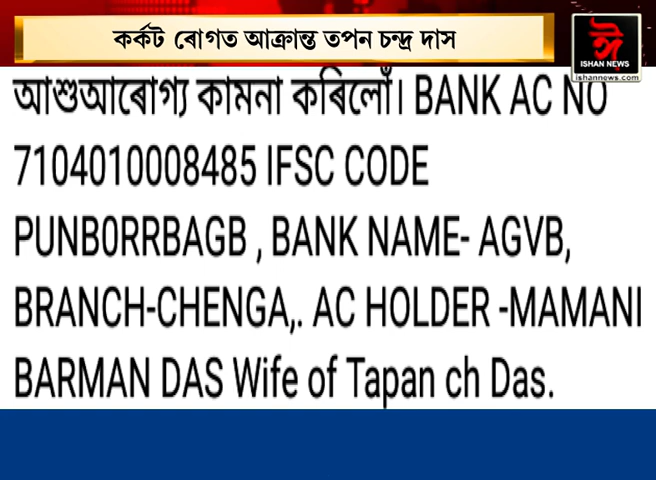 কৰ্কট ৰোগত আক্ৰান্ত তপন চন্দ্ৰ দাস
ঈ
ISHAN NEWS
ishannews.com
আশুআৰোগ্য কামনা কৰিলোঁ। BANK AC NO
7104010008485 IFSC CODE
PUNB0RRBAGB , BANK NAME- AGVB,
BRANCH-CHENGA,. AC HOLDER -MAMANI
BARMAN DAS Wife of Tapan ch Das.